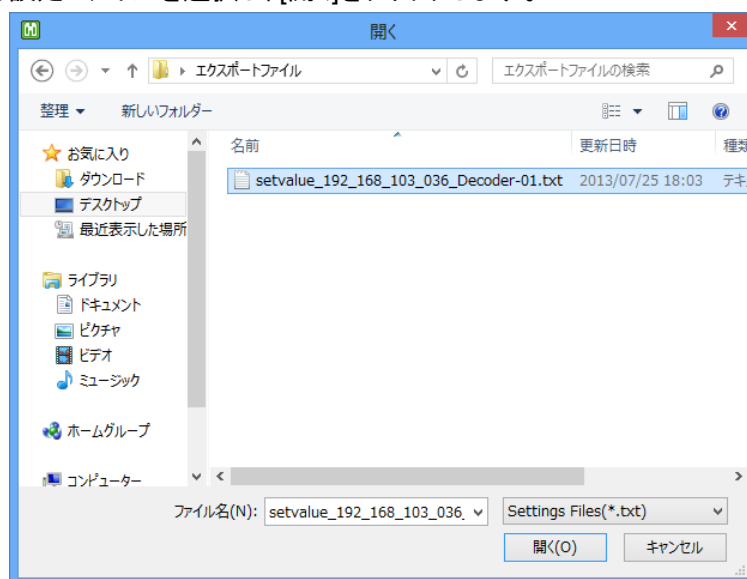 開く
エクスポートファイル
エクスポートファイルの検索
整理
新しいフォルダー
名前
更新日時
種類
お気に入り
ダウンロード
デスクトップ
最近表示した場所
ライブラリ
ドキュメント
ピクチャ
ビデオ
ミュージック
ホームグループ
コンピューター
setvalue_192_168_103_036_Decoder-01.txt 2013/07/25 18:03 テキ
ファイル名(N): setvalue_192_168_103_036_
Settings Files(*.txt)
開く(O)
キャンセル